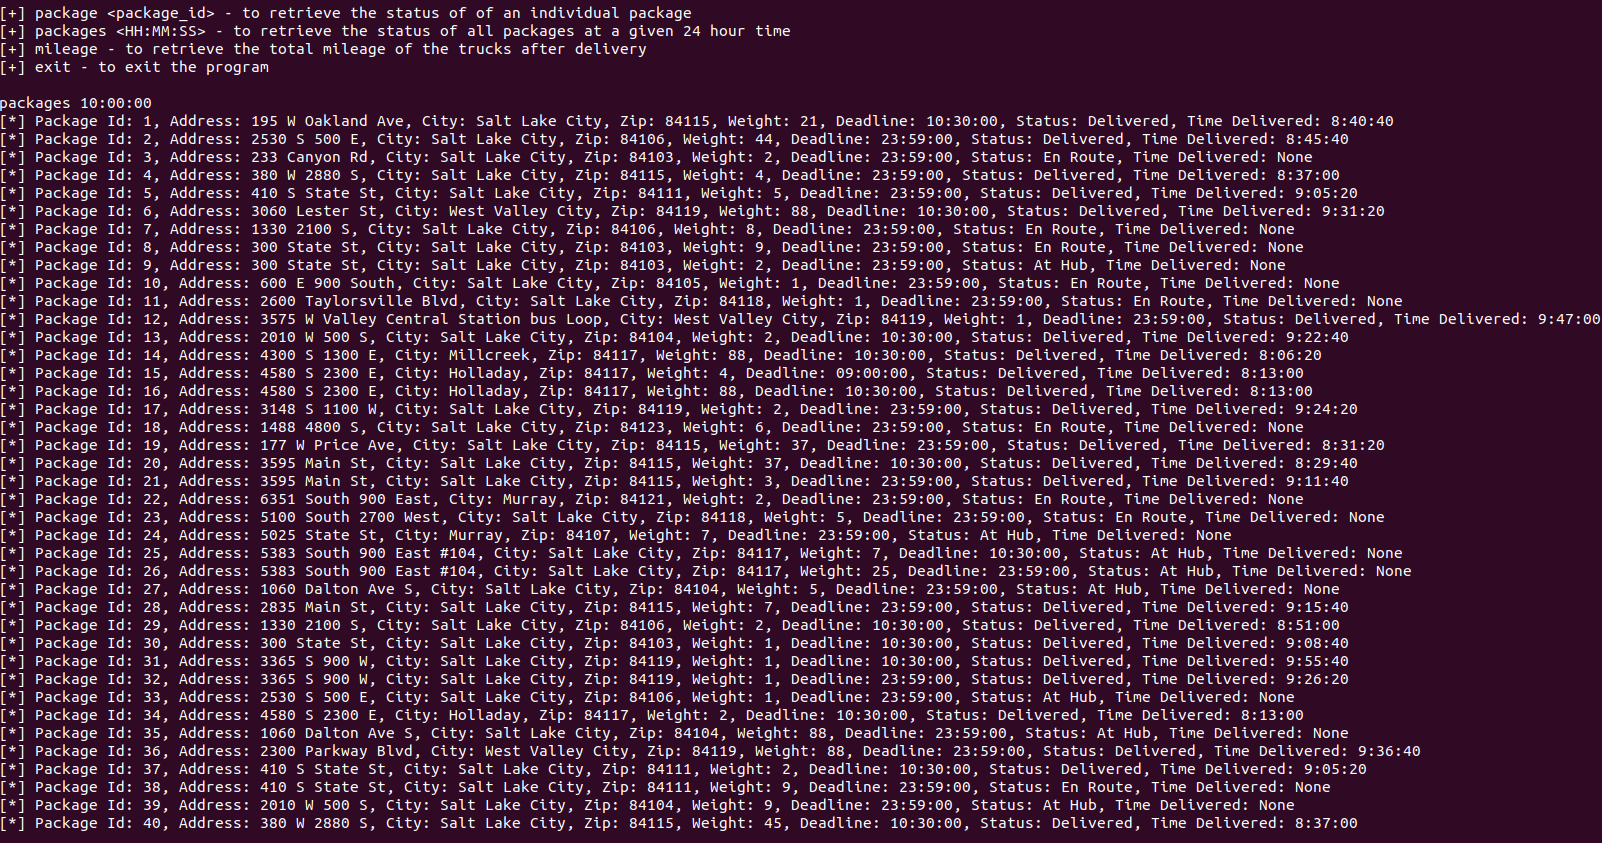 [+] package <package_id> - to retrieve the status of of an individual package
[+] packages <HH:MM:SS> - to retrieve the status of all packages at a given 24 hour time
[+] mileage - to retrieve the total mileage of the trucks after delivery
[+] exit - to exit the program
packages 10:00:00
[*] Package Id: 1, Address: 195 W Oakland Ave, City: Salt Lake City, Zip: 84115, Weight: 21, Deadline: 10:30:00, Status: Delivered, Time Delivered: 8:40:40
[*] Package Id: 2, Address: 2530 S 500 E, City: Salt Lake City, Zip: 84106, Weight: 44, Deadline: 23:59:00, Status: Delivered, Time Delivered: 8:45:40
[*] Package Id: 3, Address: 233 Canyon Rd, City: Salt Lake City, Zip: 84103, Weight: 2, Deadline: 23:59:00, Status: En Route, Time Delivered: None
[*] Package Id: 4, Address: 380 W 2880 S, City: Salt Lake City, Zip: 84115, Weight: 4, Deadline: 23:59:00, Status: Delivered, Time Delivered: 8:37:00
[*] Package Id: 5, Address: 410 S State St, City: Salt Lake City, Zip: 84111, Weight: 5, Deadline: 23:59:00, Status: Delivered, Time Delivered: 9:05:20
[*] Package Id: 6, Address: 3060 Lester St, City: West Valley City, Zip: 84119, Weight: 88, Deadline: 10:30:00, Status: Delivered, Time Delivered: 9:31:20
[*] Package Id: 7, Address: 1330 2100 S, City: Salt Lake City, Zip: 84106, Weight: 8, Deadline: 23:59:00, Status: En Route, Time Delivered: None
[*] Package Id: 8, Address: 300 State St, City: Salt Lake City, Zip: 84103, Weight: 9, Deadline: 23:59:00, Status: En Route, Time Delivered: None
[*] Package Id: 9, Address: 300 State St, City: Salt Lake City, Zip: 84103, Weight: 2, Deadline: 23:59:00, Status: At Hub, Time Delivered: None
[*] Package Id: 10, Address: 600 E 900 South, City: Salt Lake City, Zip: 84105, Weight: 1, Deadline: 23:59:00, Status: En Route, Time Delivered: None
[*] Package Id: 11, Address: 2600 Taylorsville Blvd, City: Salt Lake City, Zip: 84118, Weight: 1, Deadline: 23:59:00, Status: En Route, Time Delivered: None
[*] Package Id: 12, Address: 3575 W Valley Central Station bus Loop, City: West Valley City, Zip: 84119, Weight: 1, Deadline: 23:59:00, Status: Delivered, Time Delivered: 9:47:00
[*] Package Id: 13, Address: 2010 W 500 S, City: Salt Lake City, Zip: 84104, Weight: 2, Deadline: 10:30:00, Status: Delivered, Time Delivered: 9:22:40
[*] Package Id: 14, Address: 4300 S 1300 E, City: Millcreek, Zip: 84117, Weight: 88, Deadline: 10:30:00, Status: Delivered, Time Delivered: 8:06:20
[*] Package Id: 15, Address: 4580 S 2300 E, City: Holladay, Zip: 84117, Weight: 4, Deadline: 09:00:00, Status: Delivered, Time Delivered: 8:13:00
[*] Package Id: 16, Address: 4580 S 2300 E, City: Holladay, Zip: 84117, Weight: 88, Deadline: 10:30:00, Status: Delivered, Time Delivered: 8:13:00
[*] Package Id: 17, Address: 3148 S 1100 W, City: Salt Lake City, Zip: 84119, Weight: 2, Deadline: 23:59:00, Status: Delivered, Time Delivered: 9:24:20
[*] Package Id: 18, Address: 1488 4800 S, City: Salt Lake City, Zip: 84123, Weight: 6, Deadline: 23:59:00, Status: En Route, Time Delivered: None
[*] Package Id: 19, Address: 177 W Price Ave, City: Salt Lake City, Zip: 84115, Weight: 37, Deadline: 23:59:00, Status: Delivered, Time Delivered: 8:31:20
[*] Package Id: 20, Address: 3595 Main St, City: Salt Lake City, Zip: 84115, Weight: 37, Deadline: 10:30:00, Status: Delivered, Time Delivered: 8:29:40
[*] Package Id: 21, Address: 3595 Main St, City: Salt Lake City, Zip: 84115, Weight: 3, Deadline: 23:59:00, Status: Delivered, Time Delivered: 9:11:40
[*] Package Id: 22, Address: 6351 South 900 East, City: Murray, Zip: 84121, Weight: 2, Deadline: 23:59:00, Status: En Route, Time Delivered: None
[*] Package Id: 23, Address: 5100 South 2700 West, City: Salt Lake City, Zip: 84118, Weight: 5, Deadline: 23:59:00, Status: En Route, Time Delivered: None
[*] Package Id: 24, Address: 5025 State St, City: Murray, Zip: 84107, Weight: 7, Deadline: 23:59:00, Status: At Hub, Time Delivered: None
[*] Package Id: 25, Address: 5383 South 900 East #104, City: Salt Lake City, Zip: 84117, Weight: 7, Deadline: 10:30:00, Status: At Hub, Time Delivered: None
[*] Package Id: 26, Address: 5383 South 900 East #104, City: Salt Lake City, Zip: 84117, Weight: 25, Deadline: 23:59:00, Status: At Hub, Time Delivered: None
[*] Package Id: 27, Address: 1060 Dalton Ave S, City: Salt Lake City, Zip: 84104, Weight: 5, Deadline: 23:59:00, Status: At Hub, Time Delivered: None
[*] Package Id: 28, Address: 2835 Main St, City: Salt Lake City, Zip: 84115, Weight: 7, Deadline: 23:59:00, Status: Delivered, Time Delivered: 9:15:40
[*] Package Id: 29, Address: 1330 2100 S, City: Salt Lake City, Zip: 84106, Weight: 2, Deadline: 10:30:00, Status: Delivered, Time Delivered: 8:51:00
[*] Package Id: 30, Address: 300 State St, City: Salt Lake City, Zip: 84103, Weight: 1, Deadline: 10:30:00, Status: Delivered, Time Delivered: 9:08:40
[*] Package Id: 31, Address: 3365 S 900 W, City: Salt Lake City, Zip: 84119, Weight: 1, Deadline: 10:30:00, Status: Delivered, Time Delivered: 9:55:40
[*] Package Id: 32, Address: 3365 S 900 W, City: Salt Lake City, Zip: 84119, Weight: 1, Deadline: 23:59:00, Status: Delivered, Time Delivered: 9:26:20
[*] Package Id: 33, Address: 2530 S 500 E, City: Salt Lake City, Zip: 84106, Weight: 1, Deadline: 23:59:00, Status: At Hub, Time Delivered: None
[*] Package Id: 34, Address: 4580 S 2300 E, City: Holladay, Zip: 84117, Weight: 2, Deadline: 10:30:00, Status: Delivered, Time Delivered: 8:13:00
[*] Package Id: 35, Address: 1060 Dalton Ave S, City: Salt Lake City, Zip: 84104, Weight: 88, Deadline: 23:59:00, Status: At Hub, Time Delivered: None
[*] Package Id: 36, Address: 2300 Parkway Blvd, City: West Valley City, Zip: 84119, Weight: 88, Deadline: 23:59:00, Status: Delivered, Time Delivered: 9:36:40
[*] Package Id: 37, Address: 410 S State St, City: Salt Lake City, Zip: 84111, Weight: 2, Deadline: 10:30:00, Status: Delivered, Time Delivered: 9:05:20
[*] Package Id: 38, Address: 410 S State St, City: Salt Lake City, Zip: 84111, Weight: 9, Deadline: 23:59:00, Status: En Route, Time Delivered: None
[*] Package Id: 39, Address: 2010 W 500 S, City: Salt Lake City, Zip: 84104, Weight: 9, Deadline: 23:59:00, Status: At Hub, Time Delivered: None
[*] Package Id: 40, Address: 380 W 2880 S, City: Salt Lake City, Zip: 84115, Weight: 45, Deadline: 10:30:00, Status: Delivered, Time Delivered: 8:37:00